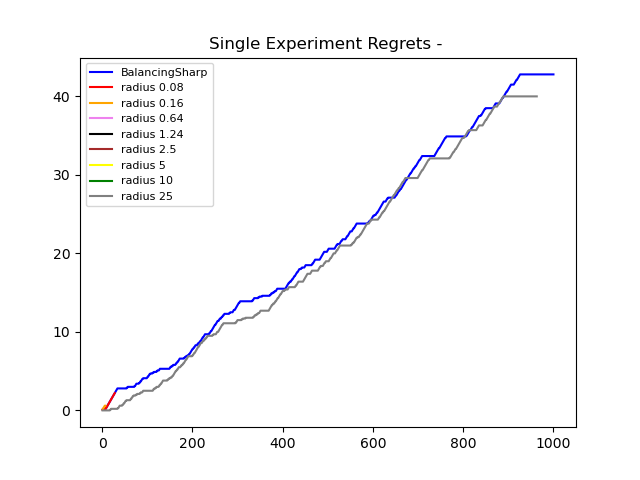 Single Experiment Regrets -
BalancingSharp
radius 0.08
radius 0.16
radius 0.64
radius 1.24
radius 2.5
radius 5
radius 10
radius 25
40
30
20
10
0
0 200 400 600 800 1000